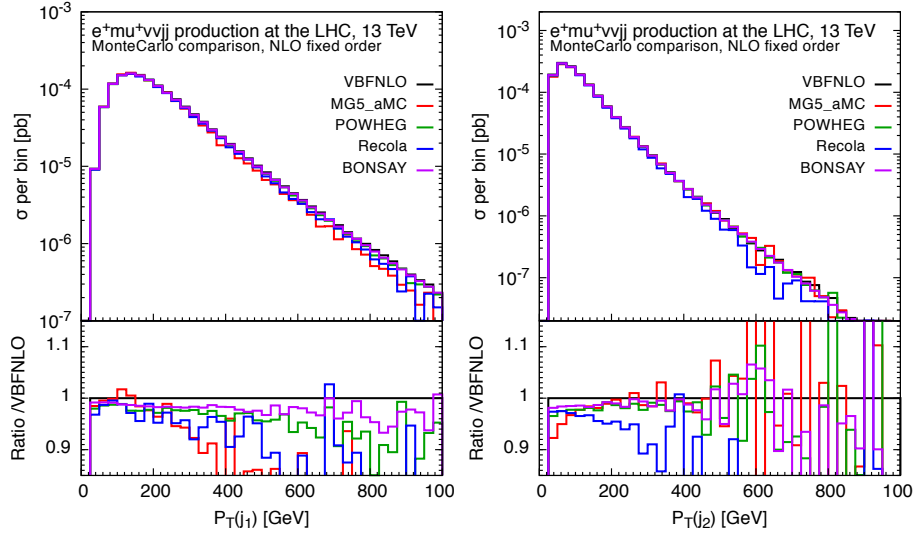 e⁺mu⁺vvjj production at the LHC, 13 TeV
MonteCarlo comparison, NLO fixed order
VBFNLO
MG5_aMC
POWHEG
Recola
BONSAY
σ per bin [pb]
10⁻³
10⁻⁴
10⁻⁵
10⁻⁶
10⁻⁷
Ratio /VBFNLO
1.1
1
0.9
0
200
400
600
800
100
P_T(j₁) [GeV]
e⁺mu⁺vvjj production at the LHC, 13 TeV
MonteCarlo comparison, NLO fixed order
VBFNLO
MG5_aMC
POWHEG
Recola
BONSAY
σ per bin [pb]
10⁻³
10⁻⁴
10⁻⁵
10⁻⁶
10⁻⁷
Ratio /VBFNLO
1.1
1
0.9
0
200
400
600
800
100
P_T(j₂) [GeV]